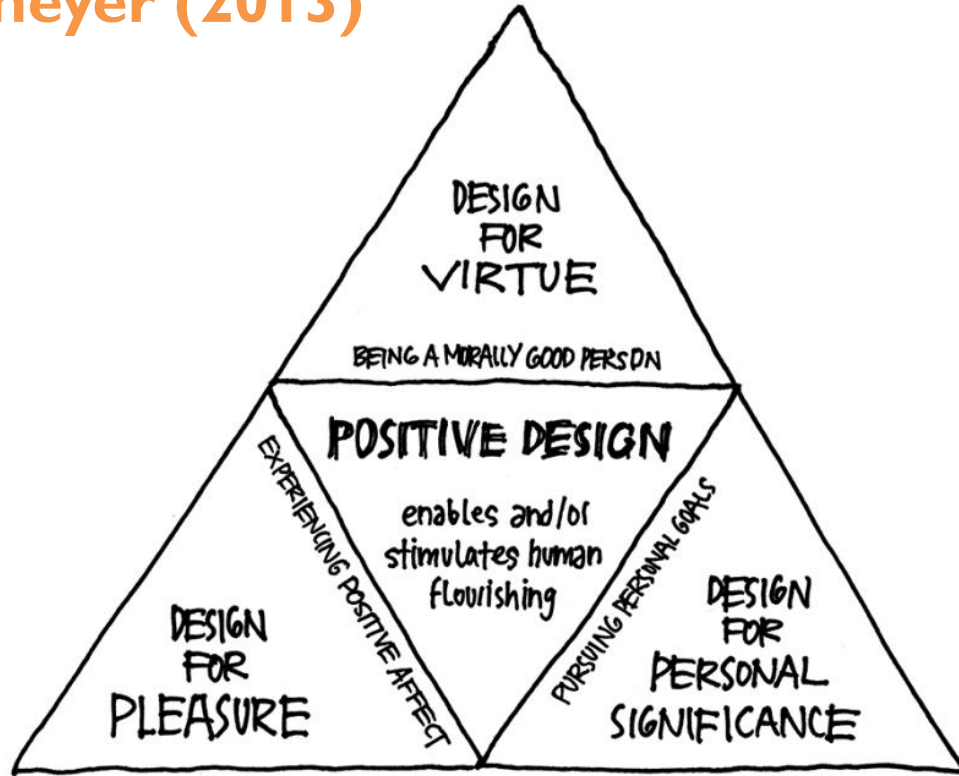 neyer (2013)
DESIGN
FOR
VIRTUE
BEING A MORALLY GOOD PERSON
POSITIVE DESIGN
enables and/or
stimulates human
flourishing
EXPERIENCING POSITIVE AFFECT
PURSUING PERSONAL GOALS
DESIGN
FOR
PLEASURE
DESIGN
FOR
PERSONAL
SIGNIFICANCE